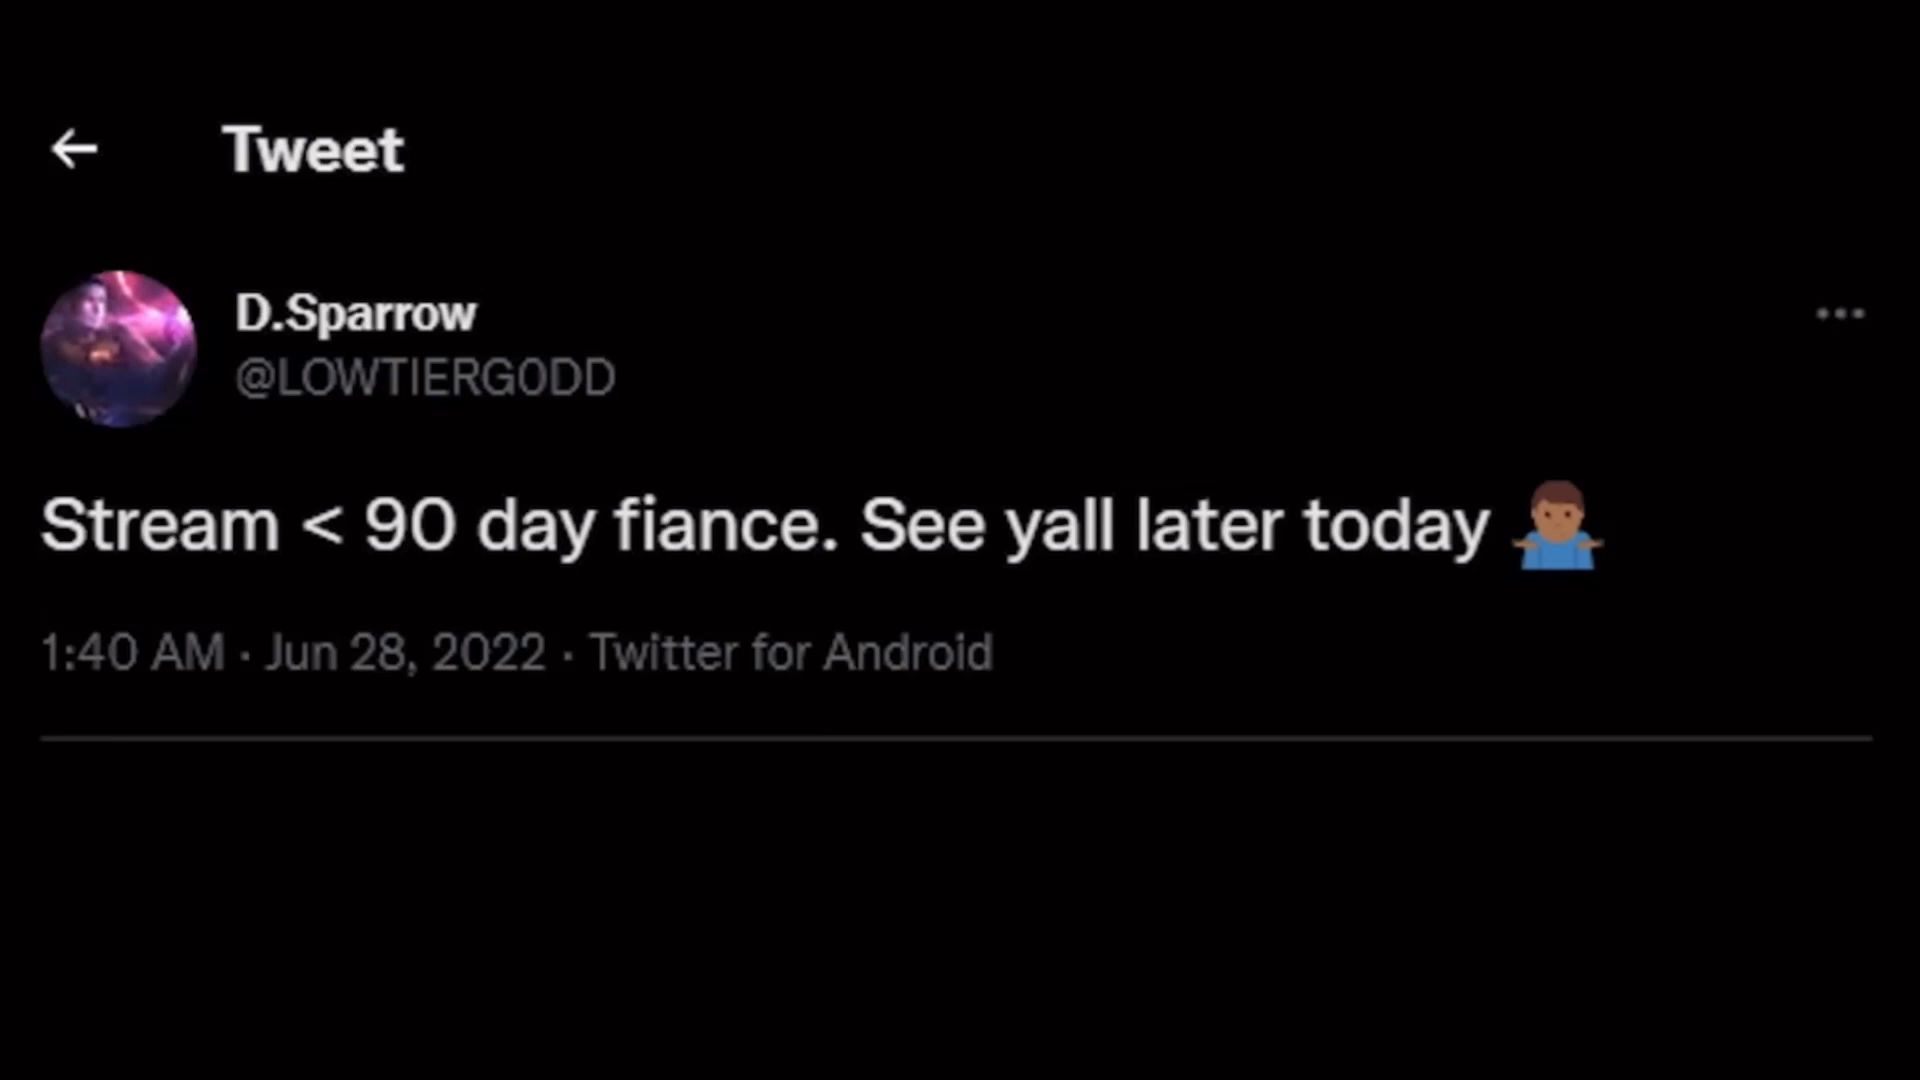 Tweet
D.Sparrow
@LOWTIERG0DD
Stream < 90 day fiance. See yall later today 🤷🏾‍♂️
1:40 AM · Jun 28, 2022 · Twitter for Android